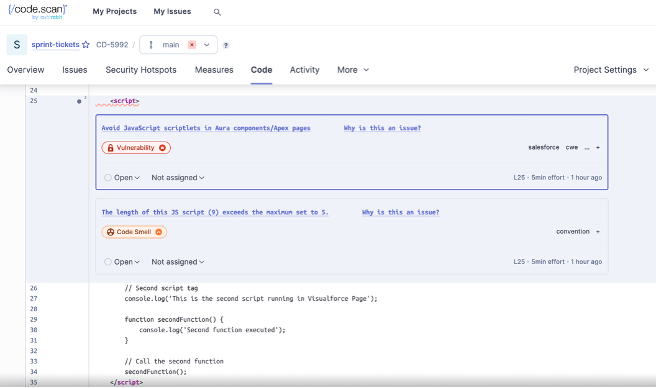 [/code.scan]
by autorabit
My Projects My Issues
S sprint-tickets CD-5992 / main ?
Overview Issues Security Hotspots Measures Code Activity More Project Settings
24
25 <script>
Avoid JavaScript scriptlets in Aura components/Apex pages Why is this an issue?
Vulnerability salesforce cwe ... +
Open Not assigned L25 · 5min effort · 1 hour ago
The length of this JS script (9) exceeds the maximum set to 5. Why is this an issue?
Code Smell convention +
Open Not assigned L25 · 5min effort · 1 hour ago
26 // Second script tag
27 console.log('This is the second script running in Visualforce Page');
28
29 function secondFunction() {
30 console.log('Second function executed');
31 }
32
33 // Call the second function
34 secondFunction();
35 </script>